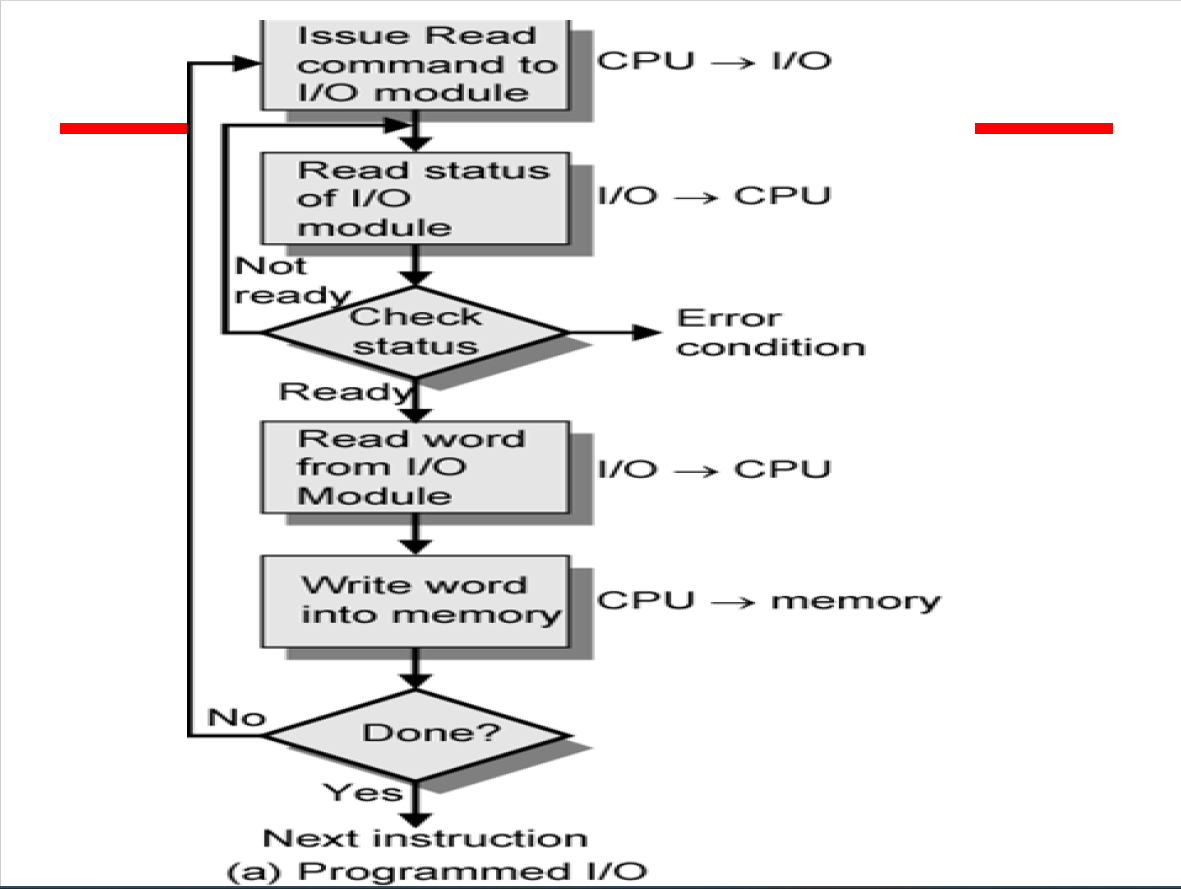 Issue Read
command to
I/O module
CPU → I/O
Read status
of I/O
module
I/O → CPU
Not
ready
Check
status
Error
condition
Ready
Read word
from I/O
Module
I/O → CPU
Write word
into memory
CPU → memory
No
Done?
Yes
Next instruction
(a) Programmed I/O